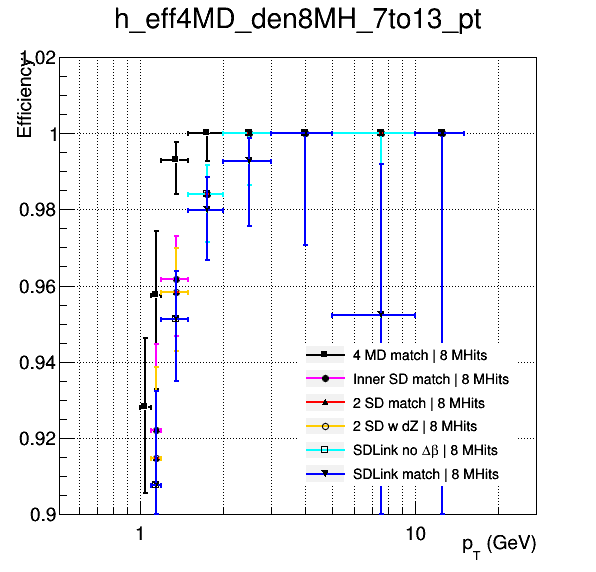 h_eff4MD_den8MH_7to13_pt
Efficiency
1.02
1
0.98
0.96
0.94
0.92
0.9
4 MD match | 8 MHits
Inner SD match | 8 MHits
2 SD match | 8 MHits
2 SD w dZ | 8 MHits
SDLink no Δβ | 8 MHits
SDLink match | 8 MHits
1
10
p_T (GeV)